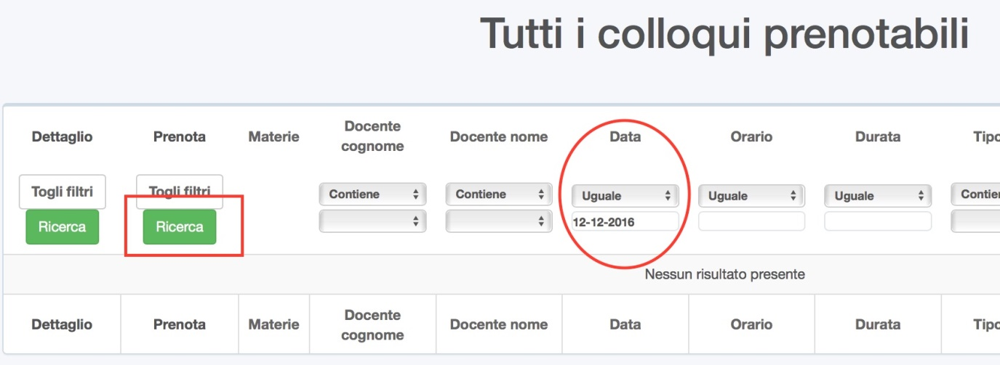 Tutti i colloqui prenotabili
Dettaglio Prenota Materie Docente cognome Docente nome Data Orario Durata Tipo
Togli filtri Togli filtri Contiene Contiene Uguale Uguale Uguale
Ricerca Ricerca 12-12-2016
Nessun risultato presente
Dettaglio Prenota Materie Docente cognome Docente nome Data Orario Durata